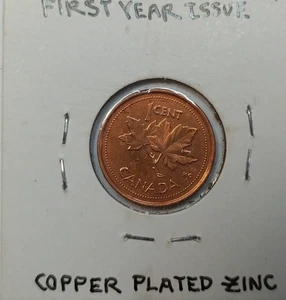 FIRST YEAR ISSUE
1 CENT
CANADA
COPPER PLATED ZINC